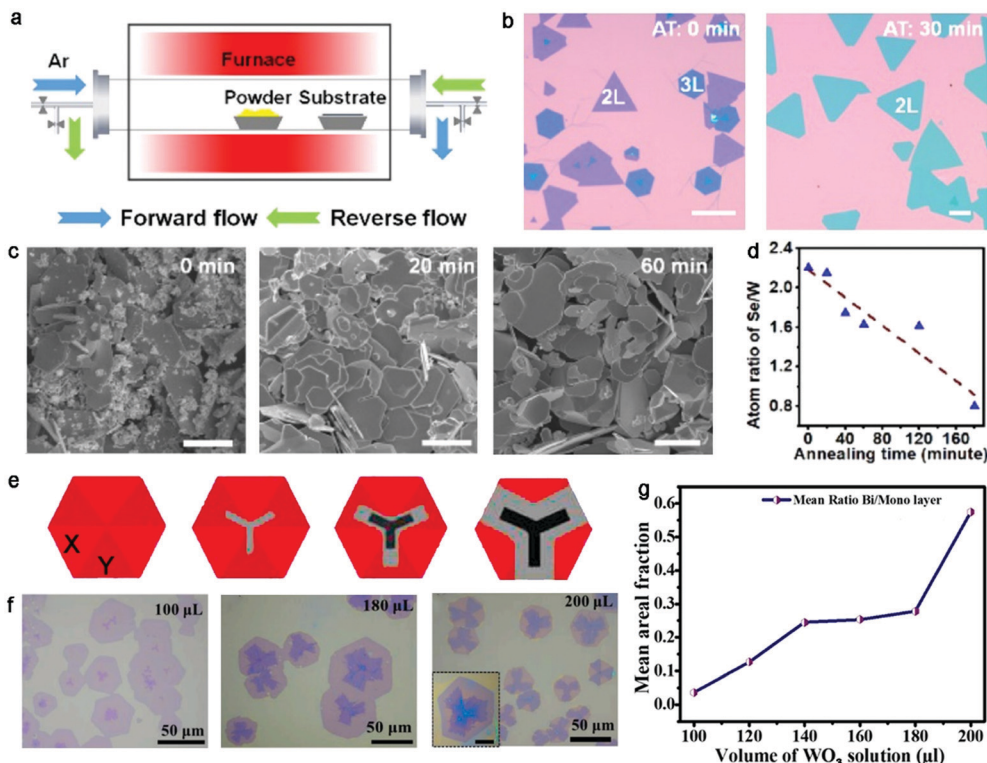 a
Ar
Furnace
Powder Substrate
Forward flow
Reverse flow
b
AT: 0 min
2L
3L
AT: 30 min
2L
c
0 min
20 min
60 min
d
Atom ratio of Se/W
2.4
2.0
1.6
1.2
0.8
0 40 80 120 160
Annealing time (minute)
e
X
Y
f
100 µL
50 µm
180 µL
50 µm
200 µL
50 µm
g
Mean Ratio Bi/Mono layer
Mean areal fraction
0.6
0.5
0.4
0.3
0.2
0.1
0.0
100 120 140 160 180 200
Volume of WO₃ solution (µl)